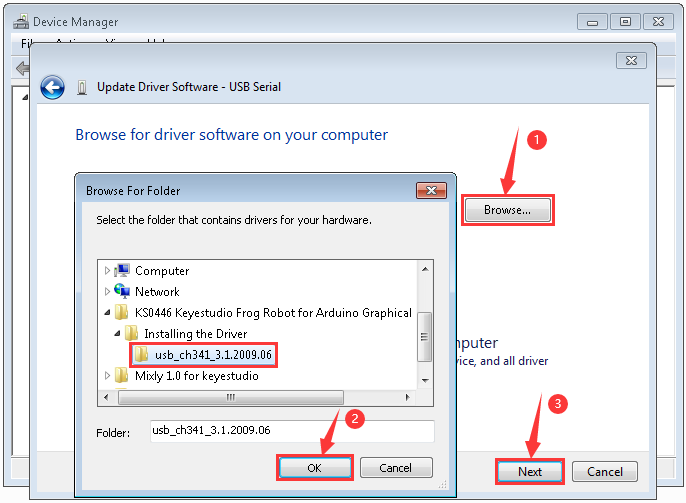 Device Manager
Update Driver Software - USB Serial
Browse for driver software on your computer
1
Browse For Folder
Select the folder that contains drivers for your hardware.
Browse...
Computer
Network
KS0446 Keyestudio Frog Robot for Arduino Graphical
Installing the Driver
usb_ch341_3.1.2009.06
Mixly 1.0 for keyestudio
vice, and all driver
3
2
Folder:
usb_ch341_3.1.2009.06
OK
Cancel
Next
Cancel